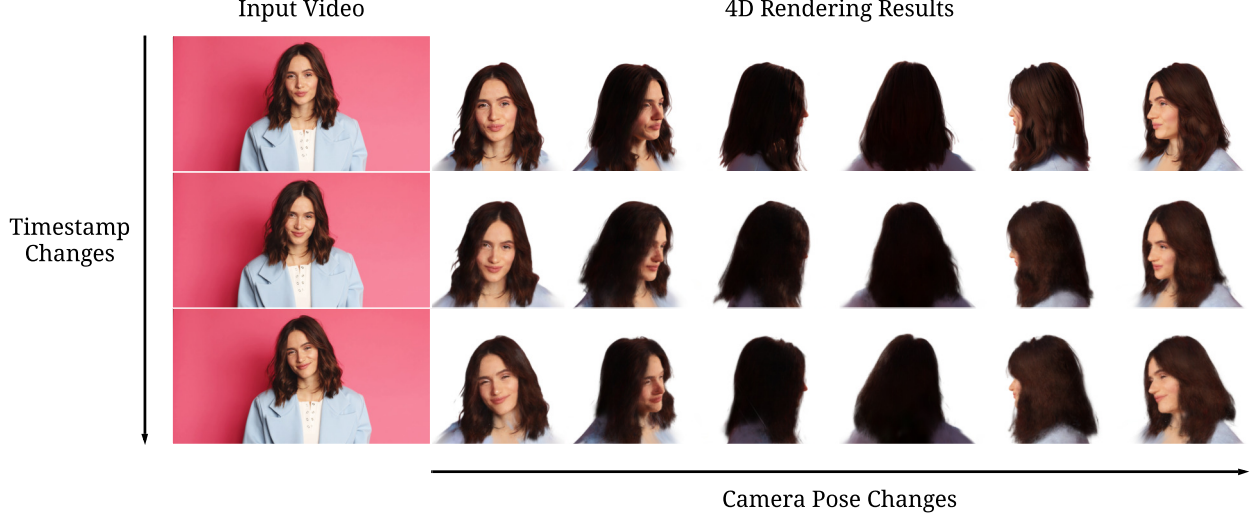 Input Video
4D Rendering Results
Timestamp
Changes
Camera Pose Changes